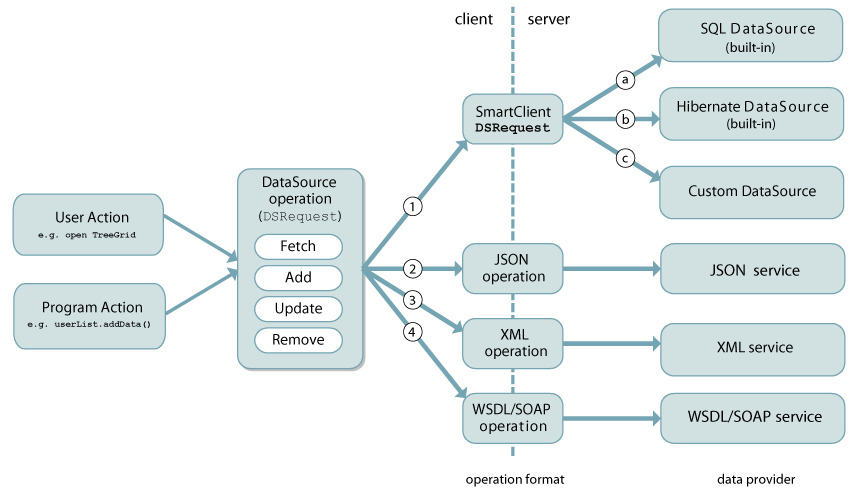 client
server
SQL DataSource
(built-in)
a
SmartClient
DSRequest
b
Hibernate DataSource
(built-in)
c
Custom DataSource
DataSource
operation
(DSRequest)
User Action
e.g. open TreeGrid
1
Fetch
Add
Update
Remove
2
JSON
operation
JSON service
Program Action
e.g. userList.addData()
3
XML
operation
XML service
4
WSDL/SOAP
operation
WSDL/SOAP service
operation format
data provider